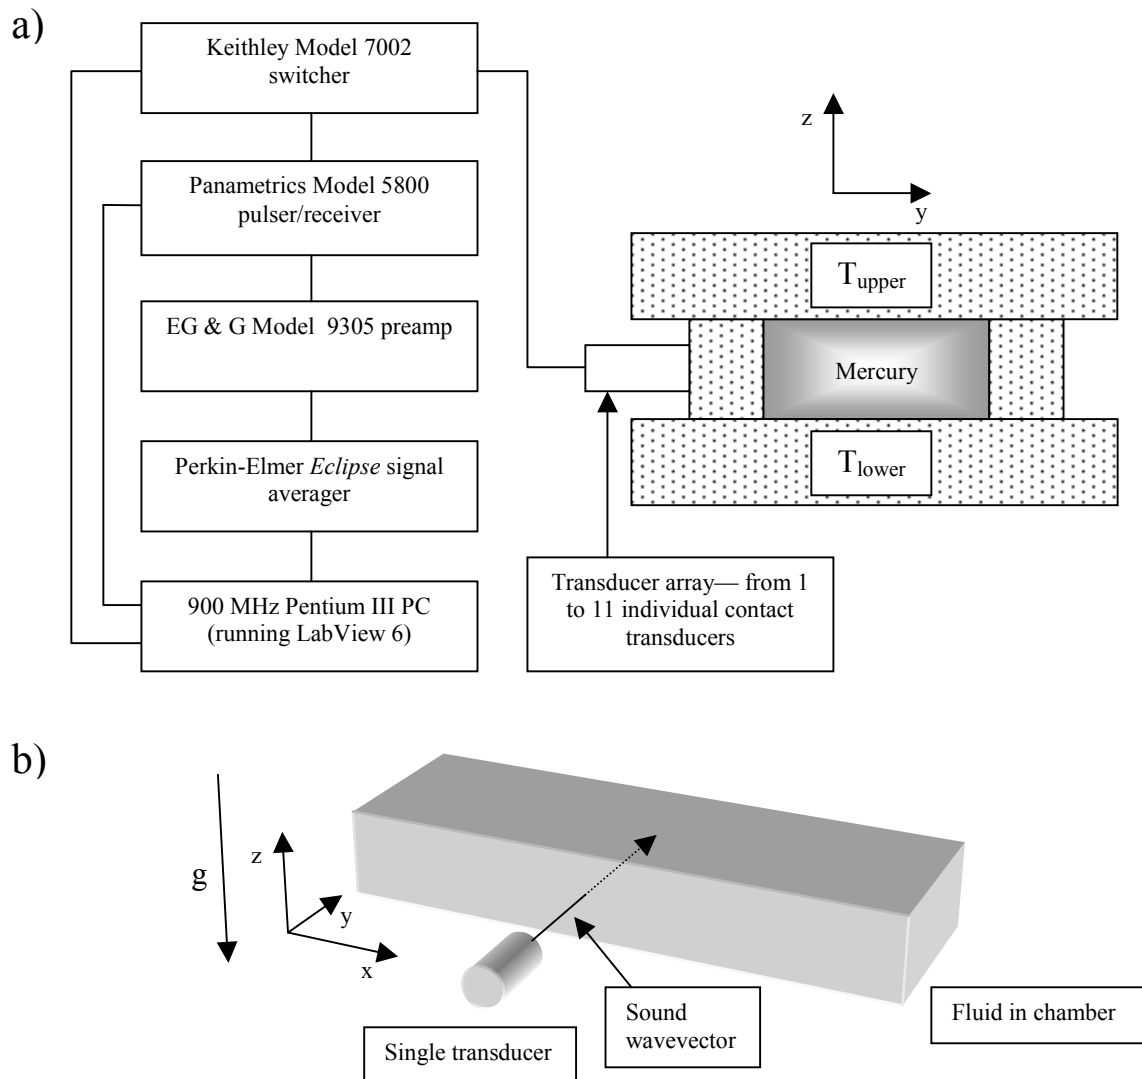 a)
Keithley Model 7002
switcher
Panametrics Model 5800
pulser/receiver
EG & G Model 9305 preamp
Perkin-Elmer Eclipse signal
averager
900 MHz Pentium III PC
(running LabView 6)
z
y
T upper
Mercury
T lower
Transducer array— from 1
to 11 individual contact
transducers
b)
g
z
y
x
Single transducer
Sound
wavevector
Fluid in chamber